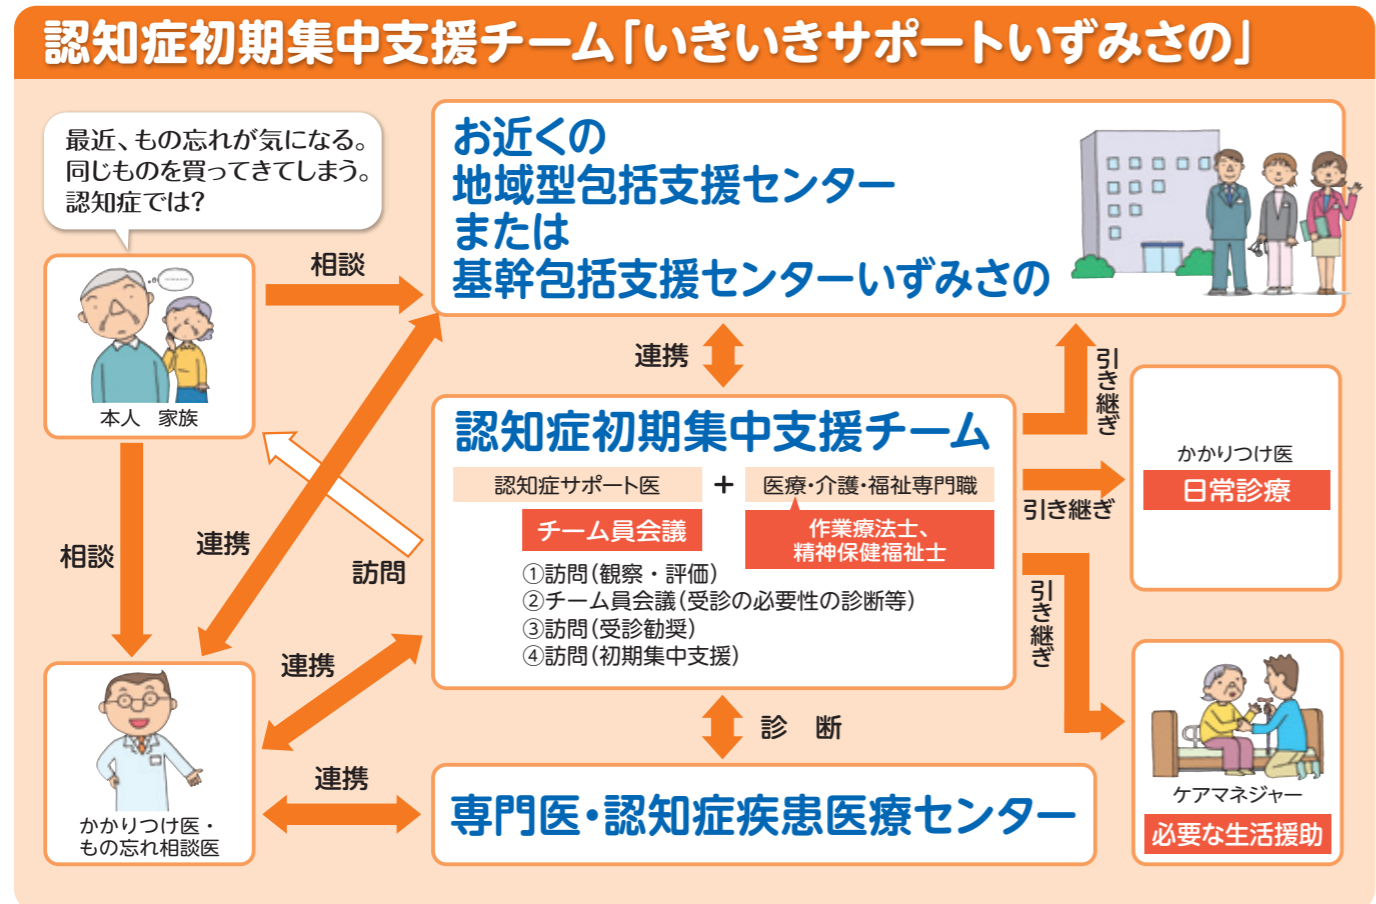 認知症初期集中支援チーム「いきいきサポートいずみさの」
最近、もの忘れが気になる。
同じものを買ってきてしまう。
認知症では?
本人　家族
相談
お近くの
地域型包括支援センター
または
基幹包括支援センターいずみさの
連携
引き継ぎ
認知症初期集中支援チーム
認知症サポート医
+
医療・介護・福祉専門職
チーム員会議
作業療法士、
精神保健福祉士
①訪問(観察・評価)
②チーム員会議(受診の必要性の診断等)
③訪問(受診勧奨)
④訪問(初期集中支援)
引き継ぎ
かかりつけ医
日常診療
相談
連携
訪問
引き継ぎ
連携
診　断
連携
かかりつけ医・
もの忘れ相談医
専門医・認知症疾患医療センター
ケアマネジャー
必要な生活援助